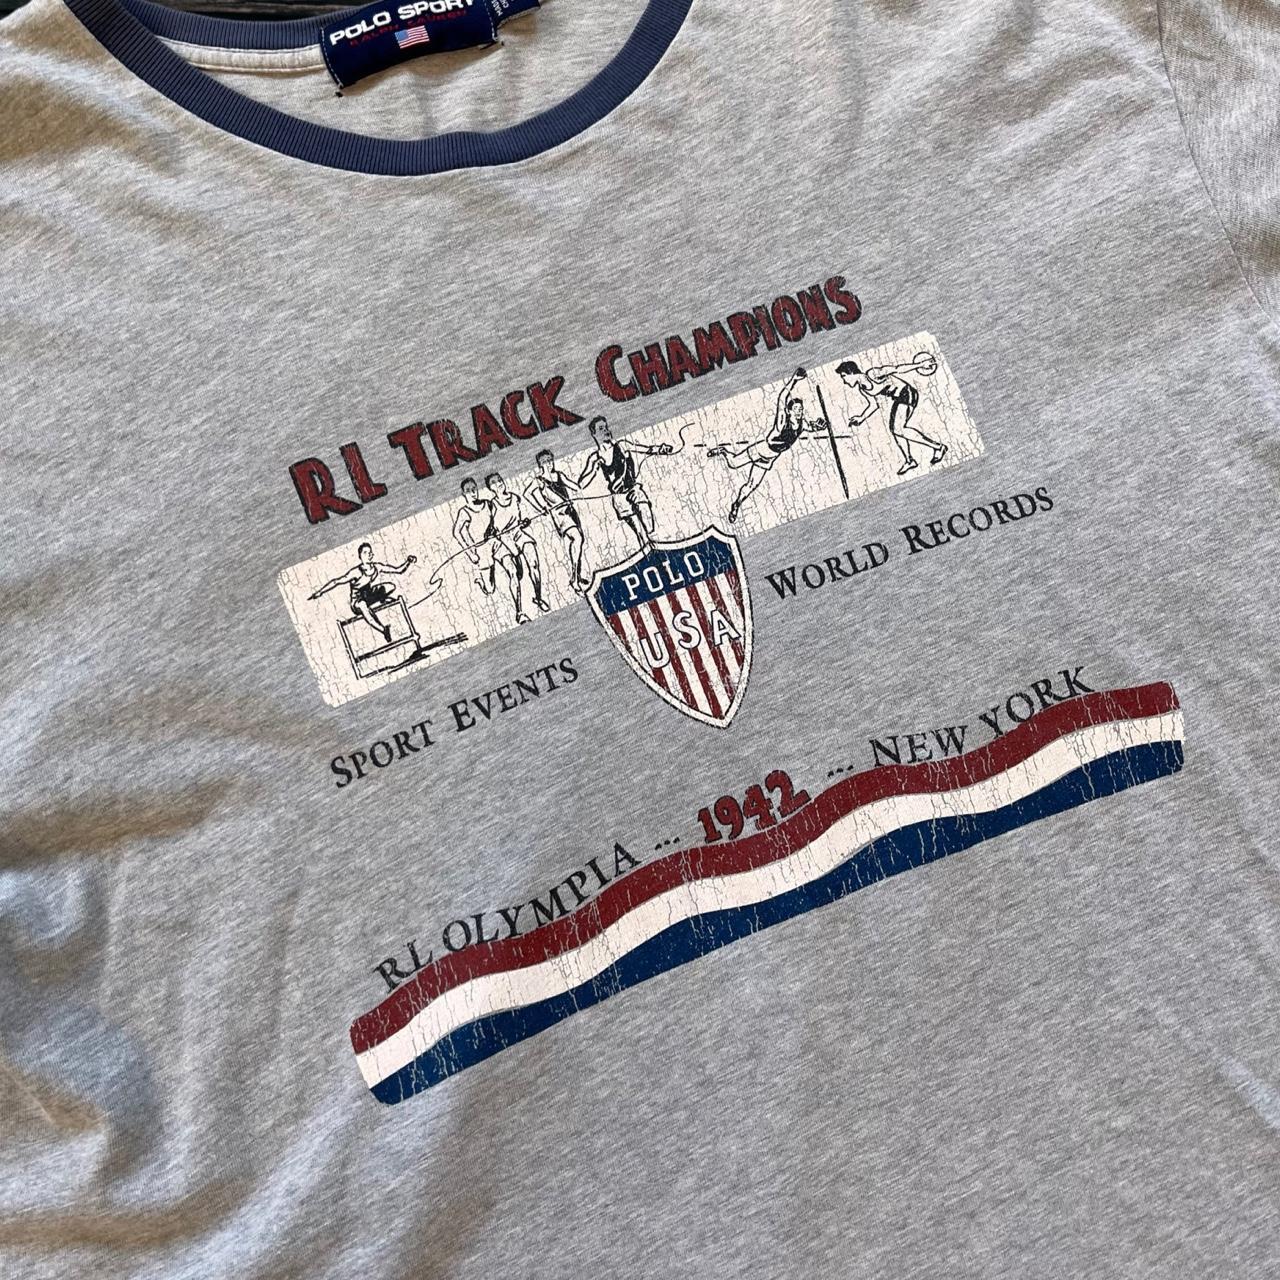 POLO SPORT
RALPH LAUREN
RL TRACK CHAMPIONS
POLO
USA
SPORT EVENTS
WORLD RECORDS
RL OLYMPIA ... 1942 ... NEW YORK